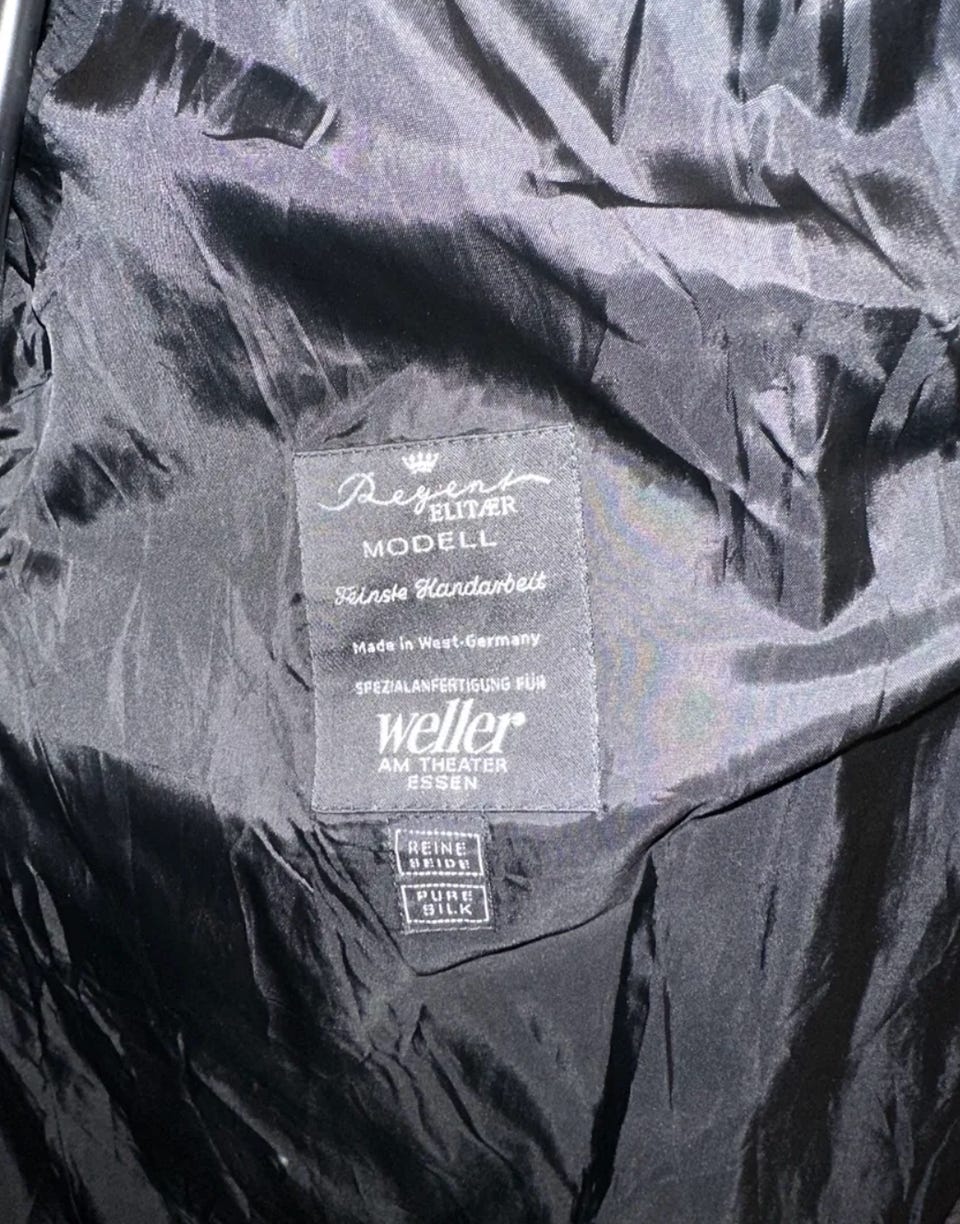 Regent
ELITÆR
MODELL
Feinste Handarbeit
Made in West-Germany
SPEZIALANFERTIGUNG FÜR
weller
AM THEATER
ESSEN
REINE
SEIDE
PURE
SILK